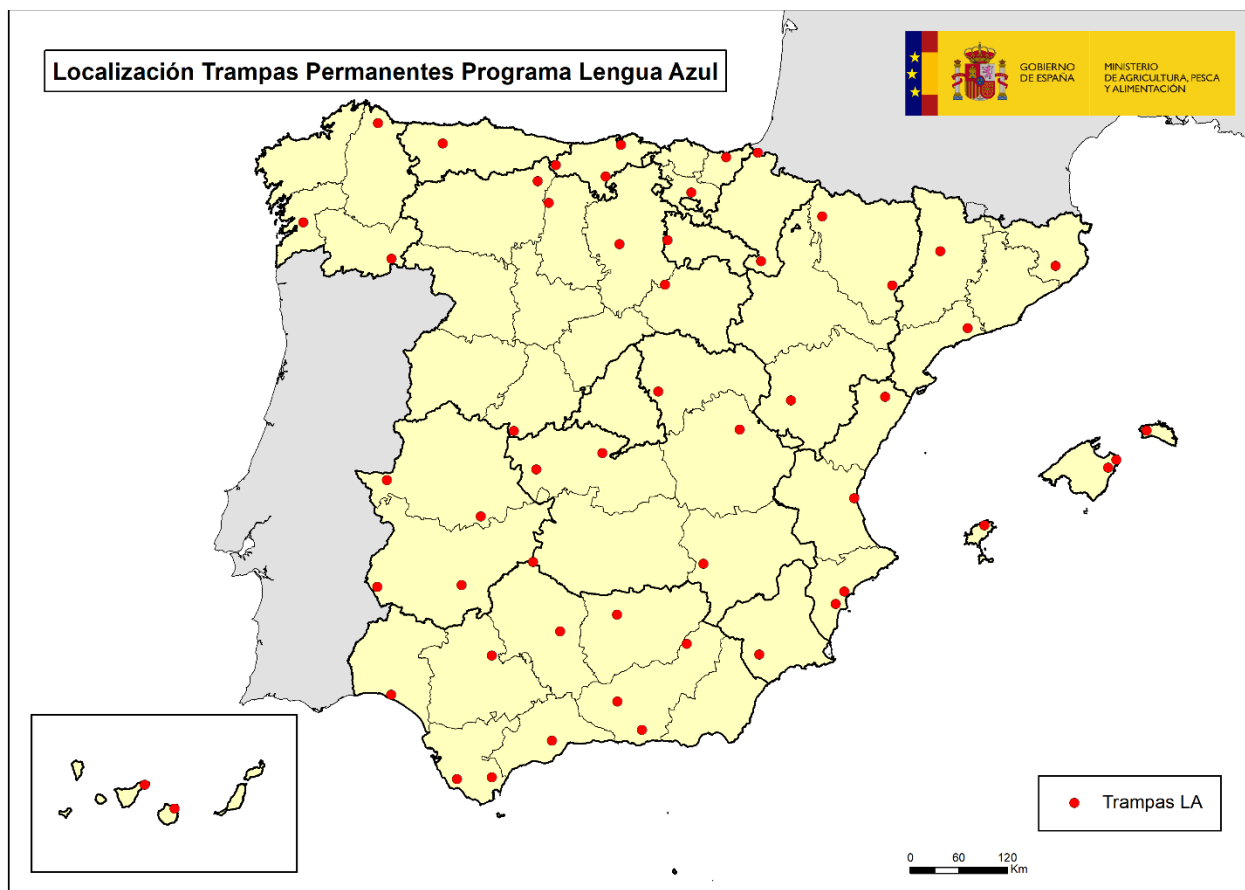 Localización Trampas Permanentes Programa Lengua Azul
GOBIERNO
DE ESPAÑA
MINISTERIO
DE AGRICULTURA, PESCA
Y ALIMENTACIÓN
Trampas LA
0 60 120
Km